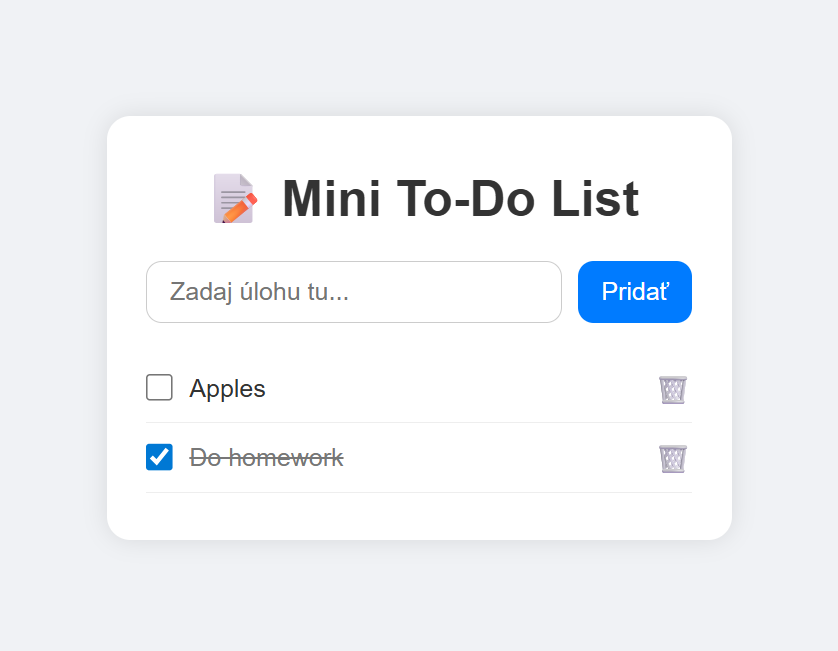 Mini To-Do List
Zadaj úlohu tu...
Pridať
Apples
Do homework